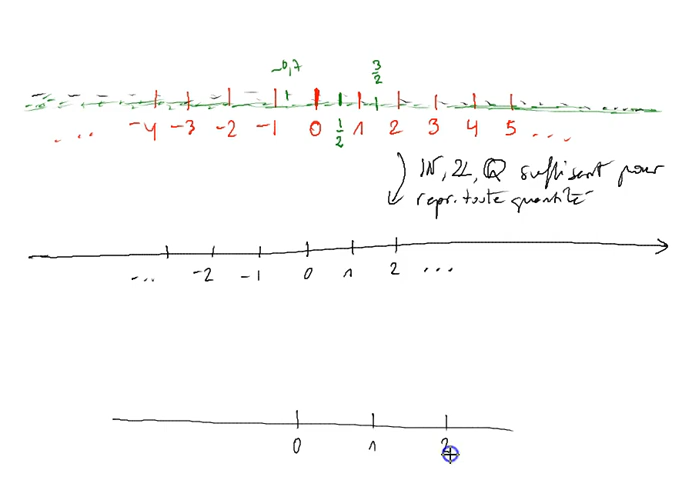 -0,7 3/2
... -4 -3 -2 -1 0 1/2 1 2 3 4 5 ...
ℕ, ℤ, ℚ suffisent pour
repr. toute quantité
... -2 -1 0 1 2 ...
0 1 2